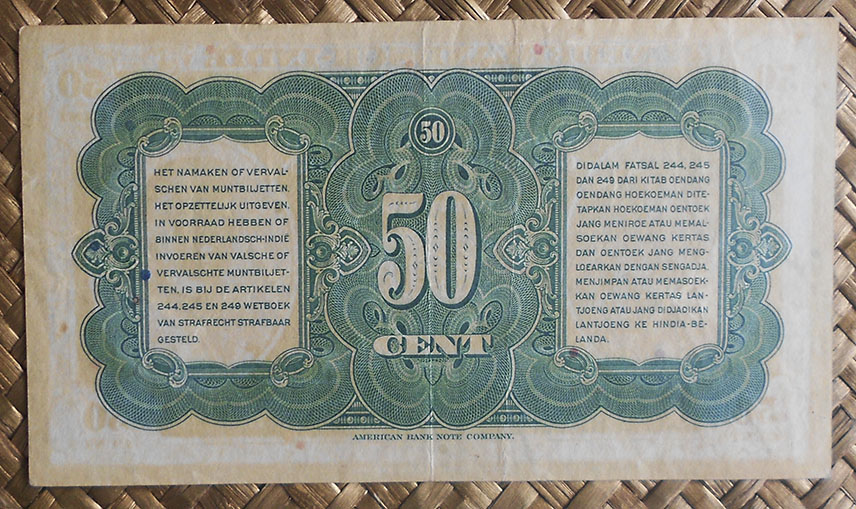 50
HET NAMAKEN OF VERVAL-
SCHEN VAN MUNTBILJETTEN,
HET OPZETTELIJK UITGEVEN,
IN VOORRAAD HEBBEN OF
BINNEN NEDERLANDSCH-INDIË
INVOEREN VAN VALSCHE OF
VERVALSCHTE MUNTBILJET-
TEN, IS BIJ DE ARTIKELEN
244, 245 EN 249 WETBOEK
VAN STRAFRECHT STRAFBAAR
GESTELD.
50
CENT
DIDALAM FATSAL 244, 245
DAN 249 DARI KITAB OENDANG
OENDANG HOEKOEMAN DITE-
TAPKAN HOEKOEMAN OENTOEK
JANG MENIROE ATAU MEMAL-
SOEKAN OEWANG KERTAS
DAN OENTOEK JANG MENG-
LOEARKAN DENGAN SENGADJA,
MENJIMPAN ATAU MEMASOEK-
KAN OEWANG KERTAS LAN-
TJOENG ATAU JANG DIDJADIKAN
LANTJOENG KE HINDIA-BE-
LANDA.
AMERICAN BANK NOTE COMPANY.